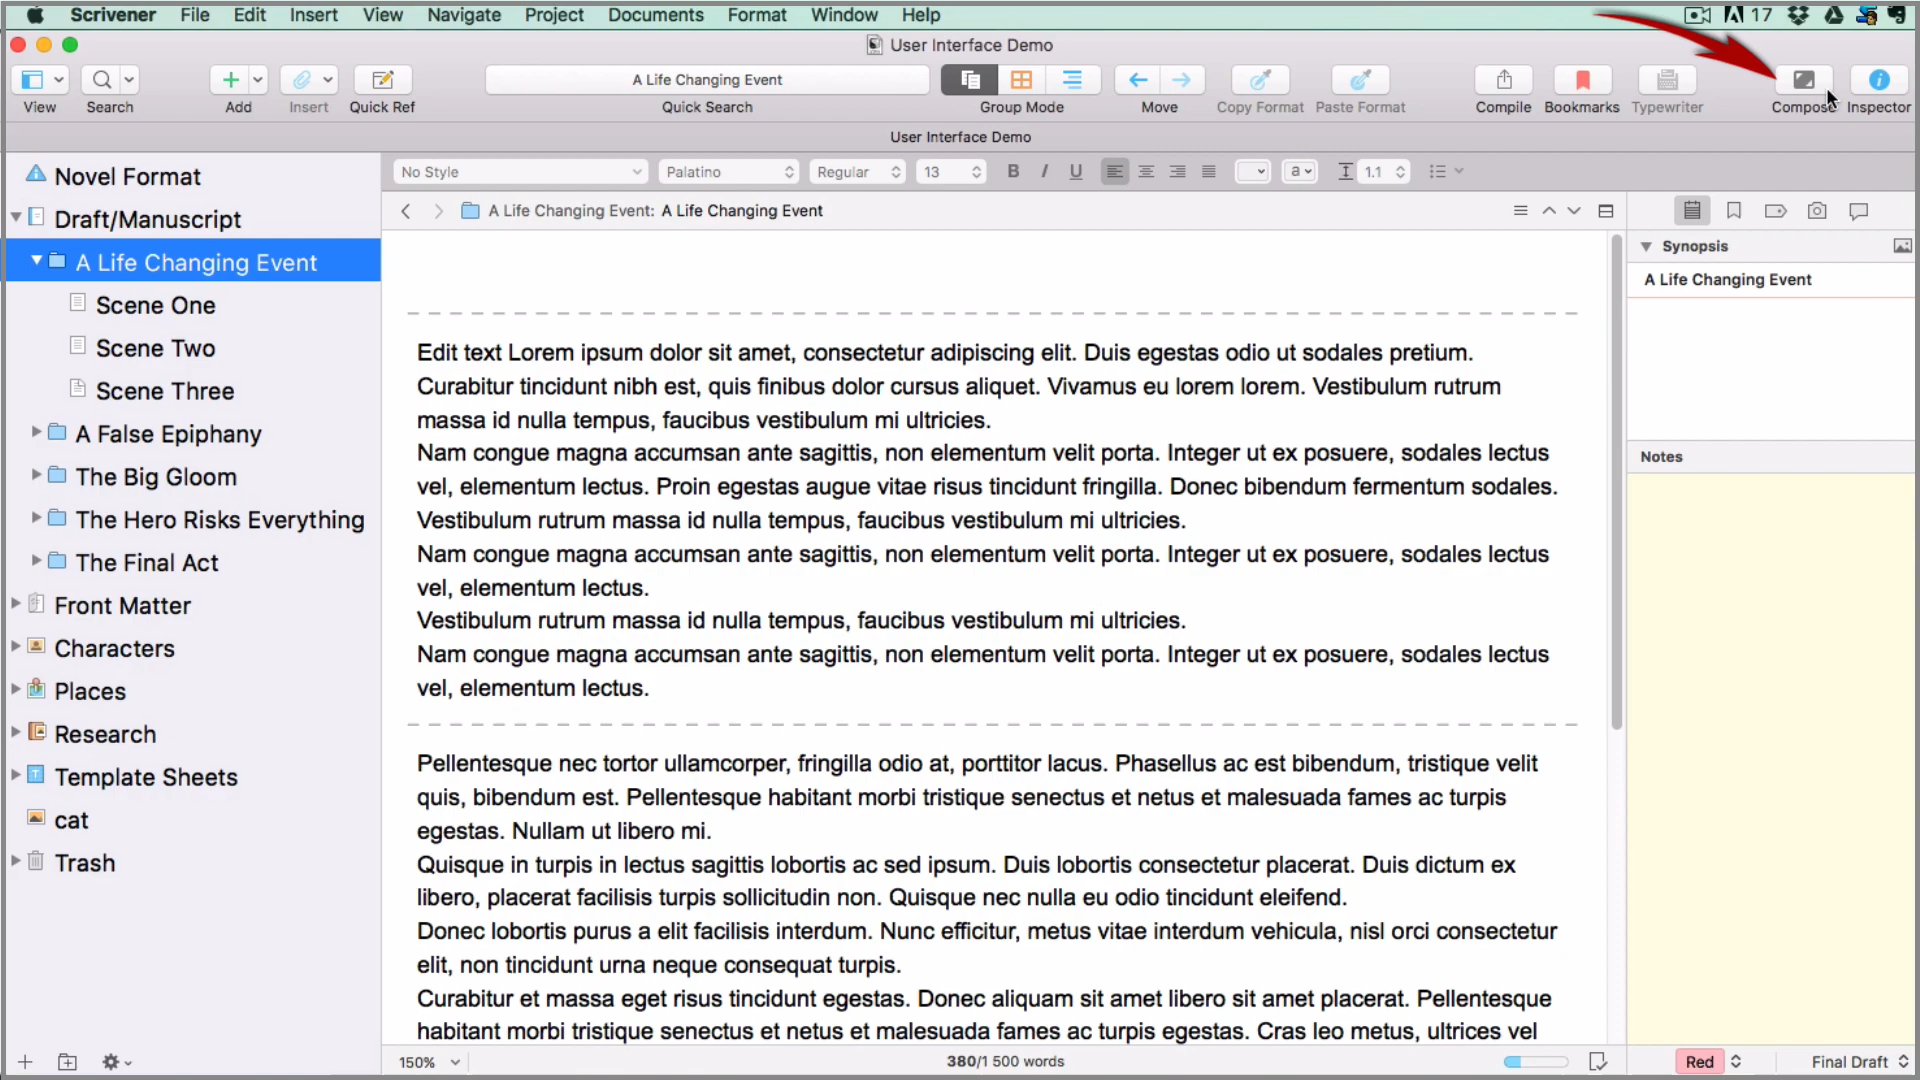 Scrivener File Edit Insert View Navigate Project Documents Format Window Help 17
User Interface Demo
A Life Changing Event
View Search Add Insert Quick Ref Quick Search Group Mode Move Copy Format Paste Format Compile Bookmarks Typewriter Compose Inspector
User Interface Demo
No Style Palatino Regular 13 B I U a 1.1
Novel Format
Draft/Manuscript
A Life Changing Event
Scene One
Scene Two
Scene Three
A False Epiphany
The Big Gloom
The Hero Risks Everything
The Final Act
Front Matter
Characters
Places
Research
Template Sheets
cat
Trash
A Life Changing Event: A Life Changing Event
Edit text Lorem ipsum dolor sit amet, consectetur adipiscing elit. Duis egestas odio ut sodales pretium.
Curabitur tincidunt nibh est, quis finibus dolor cursus aliquet. Vivamus eu lorem lorem. Vestibulum rutrum
massa id nulla tempus, faucibus vestibulum mi ultricies.
Nam congue magna accumsan ante sagittis, non elementum velit porta. Integer ut ex posuere, sodales lectus
vel, elementum lectus. Proin egestas augue vitae risus tincidunt fringilla. Donec bibendum fermentum sodales.
Vestibulum rutrum massa id nulla tempus, faucibus vestibulum mi ultricies.
Nam congue magna accumsan ante sagittis, non elementum velit porta. Integer ut ex posuere, sodales lectus
vel, elementum lectus.
Vestibulum rutrum massa id nulla tempus, faucibus vestibulum mi ultricies.
Nam congue magna accumsan ante sagittis, non elementum velit porta. Integer ut ex posuere, sodales lectus
vel, elementum lectus.
Pellentesque nec tortor ullamcorper, fringilla odio at, porttitor lacus. Phasellus ac est bibendum, tristique velit
quis, bibendum est. Pellentesque habitant morbi tristique senectus et netus et malesuada fames ac turpis
egestas. Nullam ut libero mi.
Quisque in turpis in lectus sagittis lobortis ac sed ipsum. Duis lobortis consectetur placerat. Duis dictum ex
libero, placerat facilisis turpis sollicitudin non. Quisque nec nulla eu odio tincidunt eleifend.
Donec lobortis purus a elit facilisis interdum. Nunc efficitur, metus vitae interdum vehicula, nisl orci consectetur
elit, non tincidunt urna neque consequat turpis.
Curabitur et massa eget risus tincidunt egestas. Donec aliquam sit amet libero sit amet placerat. Pellentesque
habitant morbi tristique senectus et netus et malesuada fames ac turpis egestas. Cras leo metus, ultrices vel
Synopsis
A Life Changing Event
Notes
150% 380/1 500 words Red Final Draft